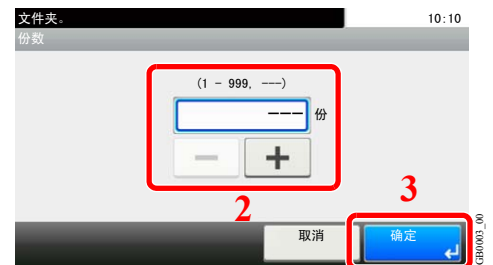 文件夹。 10:10
份数
(1 - 999, ---)
--- 份
－ ＋
2
3
取消 确定
GB0003_00